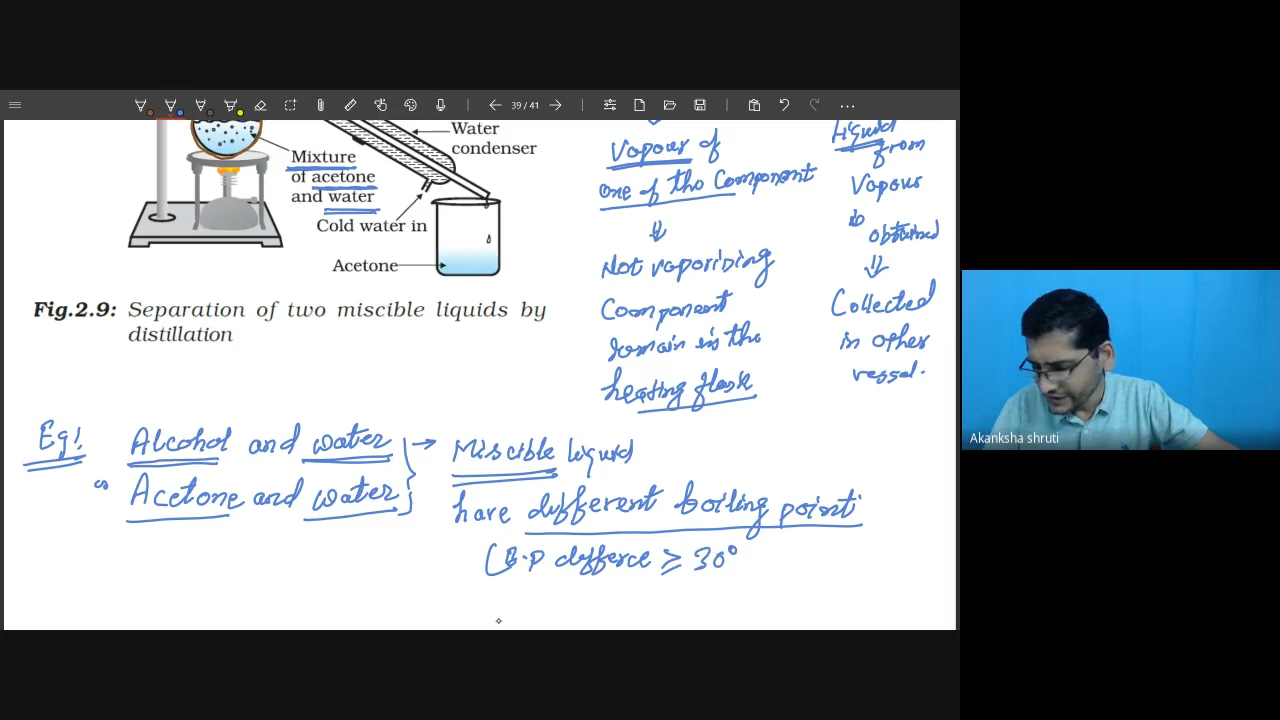 39 / 41
Water
condenser
Mixture
of acetone
and water
Cold water in
Acetone
Fig.2.9: Separation of two miscible liquids by
distillation
Vapour of
one of the Component
⇓
Not vaporizing
Component
in the
heating flask
Liquid
from
Vapour
is
obtained
⇓
Collected
in other
vessel.
Eg! Alcohol and water } → Miscible liquid
Acetone and water
have different boiling point
(B.P differce ≥ 30°
Akanksha shruti